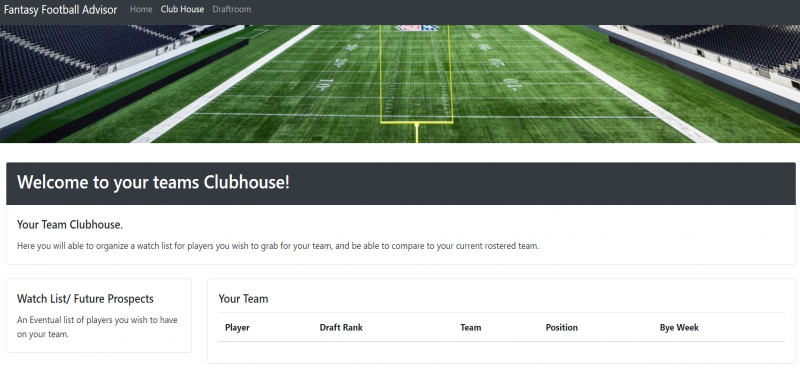 Fantasy Football Advisor Home Club House Draftroom
Welcome to your teams Clubhouse!
Your Team Clubhouse.
Here you will able to organize a watch list for players you wish to grab for your team, and be able to compare to your current rostered team.
Watch List/ Future Prospects
An Eventual list of players you wish to have
on your team.
Your Team
Player Draft Rank Team Position Bye Week